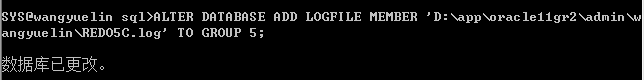 SYS@wangyuelin sql>ALTER DATABASE ADD LOGFILE MEMBER 'D:\app\oracle11gr2\admin\w
angyuelin\REDO5C.log' TO GROUP 5;
数据库已更改。